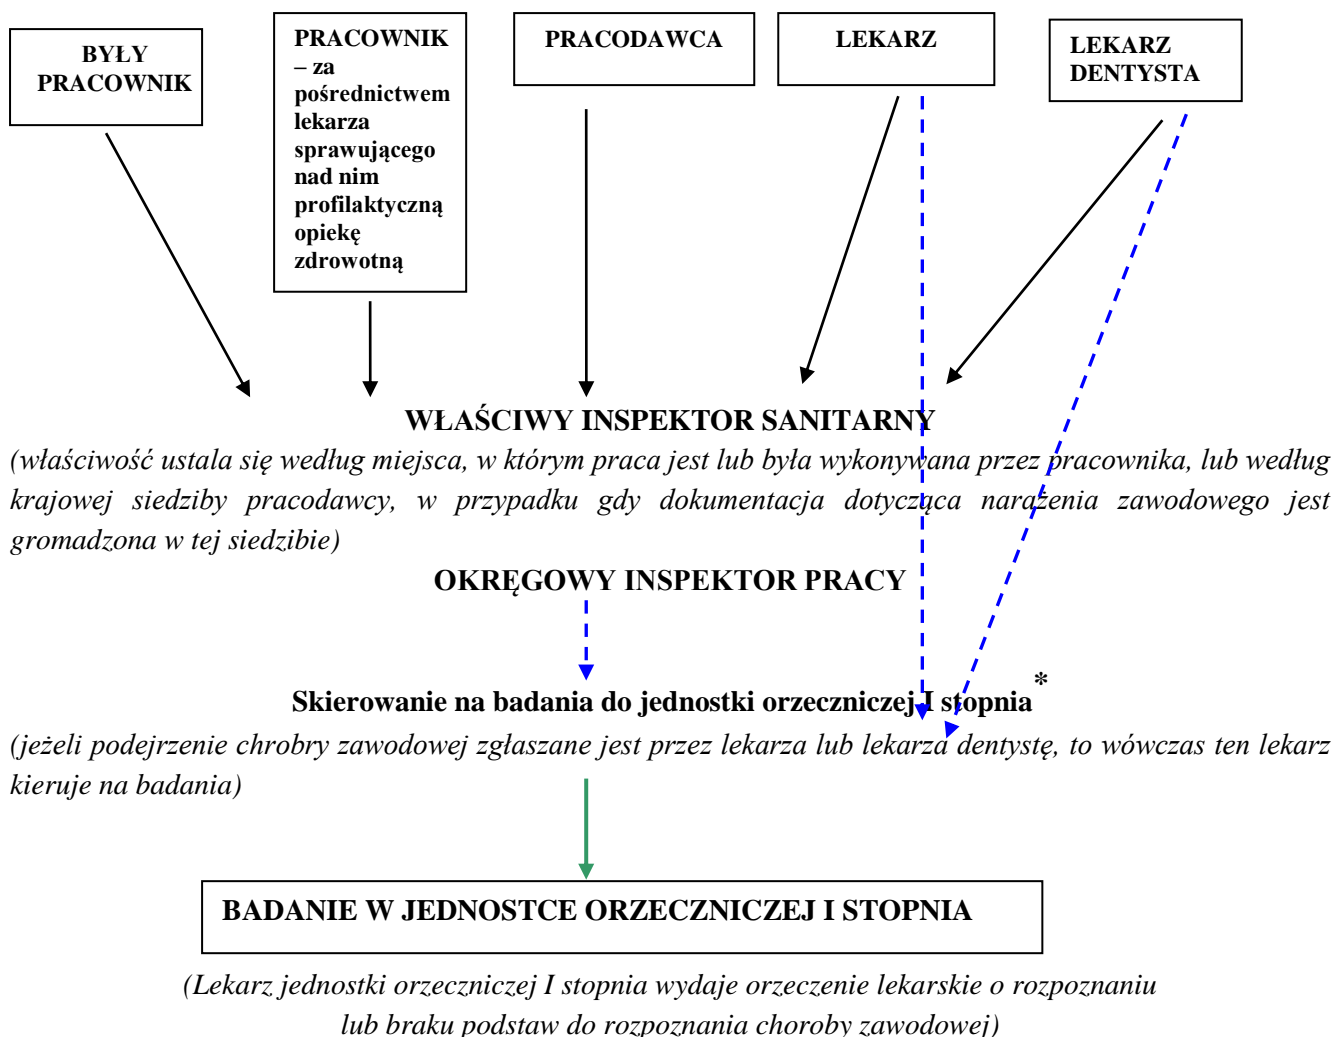 BYŁY
PRACOWNIK
PRACOWNIK
– za
pośrednictwem
lekarza
sprawującego
nad nim
profilaktyczną
opiekę
zdrowotną
PRACODAWCA
LEKARZ
LEKARZ
DENTYSTA
WŁAŚCIWY INSPEKTOR SANITARNY
(właściwość ustala się według miejsca, w którym praca jest lub była wykonywana przez pracownika, lub według
krajowej siedziby pracodawcy, w przypadku gdy dokumentacja dotycząca narażenia zawodowego jest
gromadzona w tej siedzibie)
OKRĘGOWY INSPEKTOR PRACY
Skierowanie na badania do jednostki orzeczniczej I stopnia*
(jeżeli podejrzenie chrobry zawodowej zgłaszane jest przez lekarza lub lekarza dentystę, to wówczas ten lekarz
kieruje na badania)
BADANIE W JEDNOSTCE ORZECZNICZEJ I STOPNIA
(Lekarz jednostki orzeczniczej I stopnia wydaje orzeczenie lekarskie o rozpoznaniu
lub braku podstaw do rozpoznania choroby zawodowej)